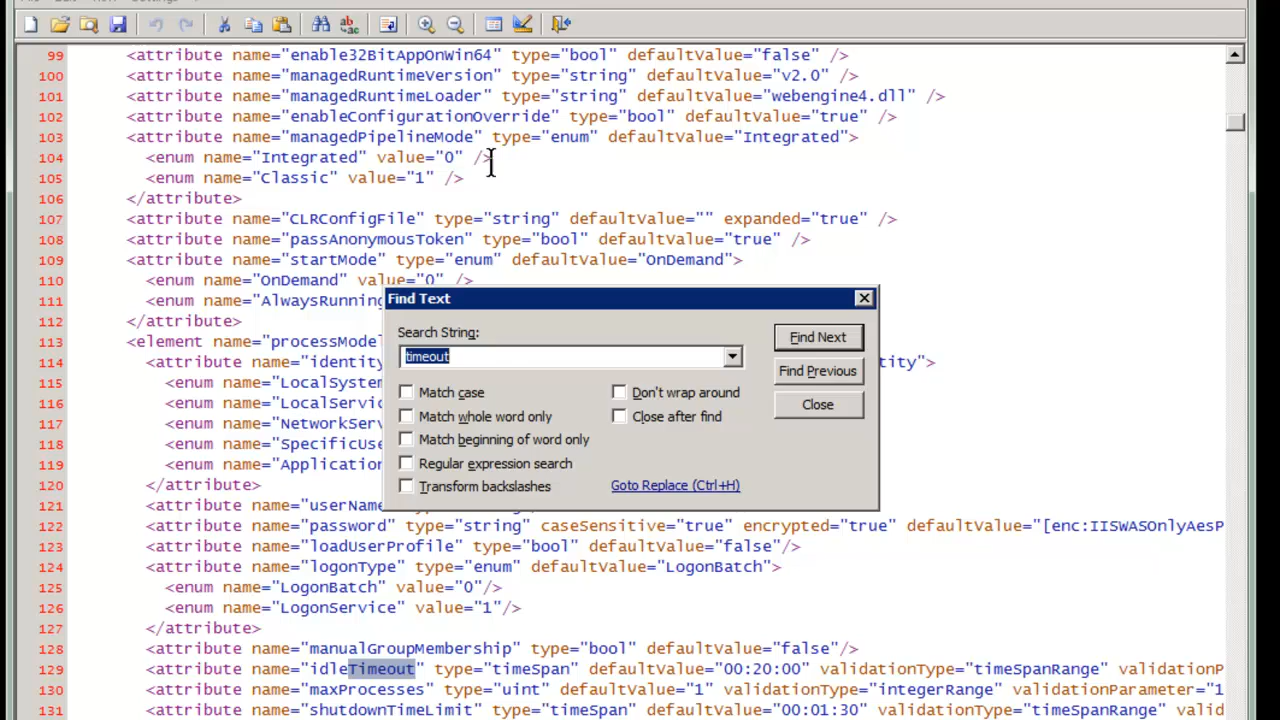 99 <attribute name="enable32BitAppOnWin64" type="bool" defaultValue="false" />
100 <attribute name="managedRuntimeVersion" type="string" defaultValue="v2.0" />
101 <attribute name="managedRuntimeLoader" type="string" defaultValue="webengine4.dll" />
102 <attribute name="enableConfigurationOverride" type="bool" defaultValue="true" />
103 <attribute name="managedPipelineMode" type="enum" defaultValue="Integrated">
104 <enum name="Integrated" value="0" />
105 <enum name="Classic" value="1" />
106 </attribute>
107 <attribute name="CLRConfigFile" type="string" defaultValue="" expanded="true" />
108 <attribute name="passAnonymousToken" type="bool" defaultValue="true" />
109 <attribute name="startMode" type="enum" defaultValue="OnDemand">
110 <enum name="OnDemand" value="0" />
111 <enum name="AlwaysRunning
112 </attribute>
113 <element name="processMode
114 <attribute name="identity tity">
115 <enum name="LocalSystem
116 <enum name="LocalService
117 <enum name="NetworkServ
118 <enum name="SpecificUse
119 <enum name="Application
120 </attribute>
Find Text
Search String:
timeout
Find Next
Find Previous
Close
Match case
Match whole word only
Match beginning of word only
Regular expression search
Transform backslashes
Don't wrap around
Close after find
Goto Replace (Ctrl+H)
121 <attribute name="userName
122 <attribute name="password" type="string" caseSensitive="true" encrypted="true" defaultValue="[enc:IISWASOnlyAesP
123 <attribute name="loadUserProfile" type="bool" defaultValue="false"/>
124 <attribute name="logonType" type="enum" defaultValue="LogonBatch">
125 <enum name="LogonBatch" value="0"/>
126 <enum name="LogonService" value="1"/>
127 </attribute>
128 <attribute name="manualGroupMembership" type="bool" defaultValue="false"/>
129 <attribute name="idleTimeout" type="timeSpan" defaultValue="00:20:00" validationType="timeSpanRange" validationP
130 <attribute name="maxProcesses" type="uint" defaultValue="1" validationType="integerRange" validationParameter="1
131 <attribute name="shutdownTimeLimit" type="timeSpan" defaultValue="00:01:30" validationType="timeSpanRange" valid